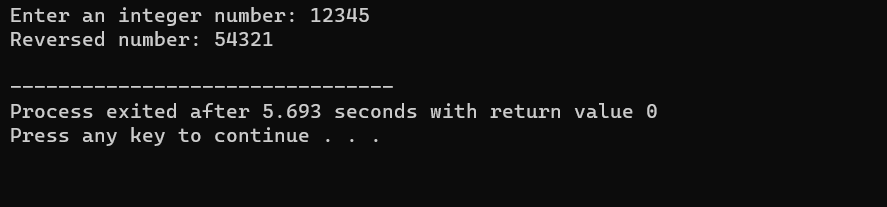 Enter an integer number: 12345
Reversed number: 54321
--------------------------------
Process exited after 5.693 seconds with return value 0
Press any key to continue . . .